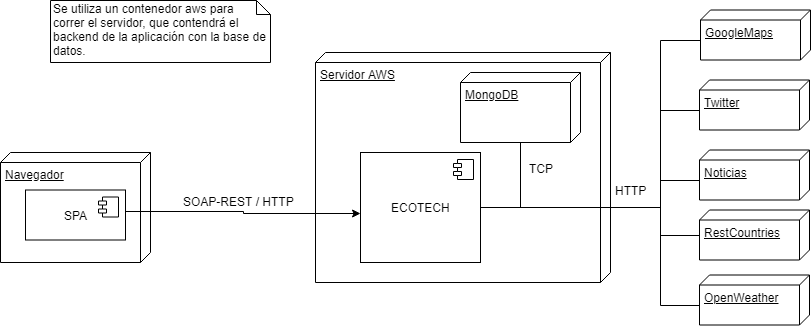 Se utiliza un contenedor aws para
correr el servidor, que contendrá el
backend de la aplicación con la base de
datos.
GoogleMaps
Servidor AWS
MongoDB
Twitter
TCP
Navegador
Noticias
HTTP
SPA
SOAP-REST / HTTP
ECOTECH
RestCountries
OpenWeather